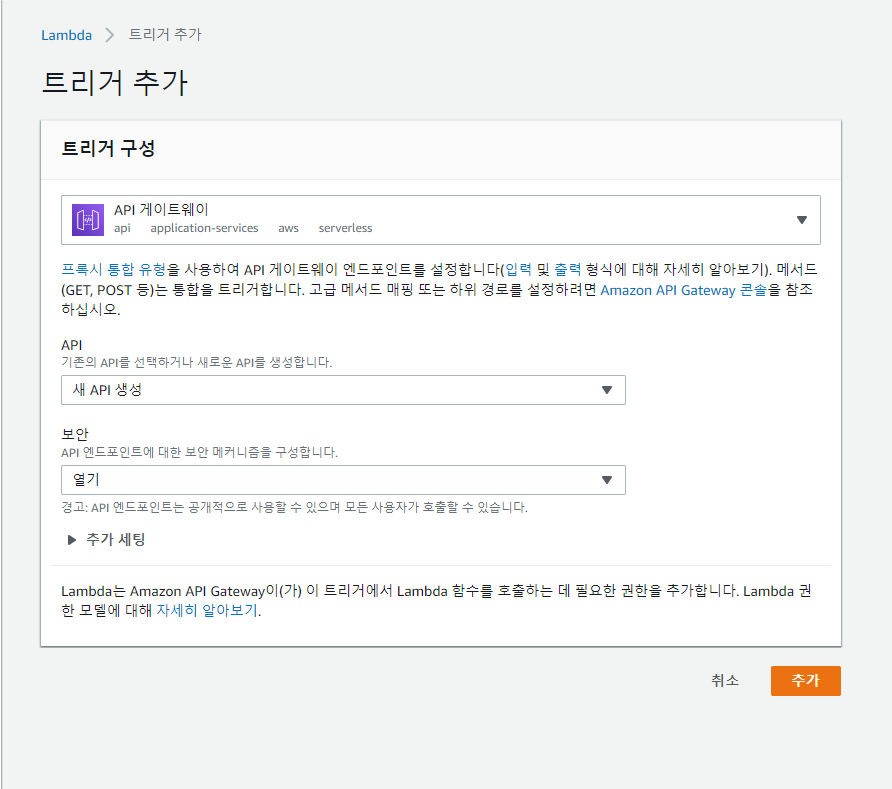 Lambda > 트리거 추가
트리거 추가
트리거 구성
API 게이트웨이
api application-services aws serverless
프록시 통합 유형을 사용하여 API 게이트웨이 엔드포인트를 설정합니다(입력 및 출력 형식에 대해 자세히 알아보기). 메서드
(GET, POST 등)는 통합을 트리거합니다. 고급 메서드 매핑 또는 하위 경로를 설정하려면 Amazon API Gateway 콘솔을 참조
하십시오.
API
기존의 API를 선택하거나 새로운 API를 생성합니다.
새 API 생성
보안
API 엔드포인트에 대한 보안 메커니즘을 구성합니다.
열기
경고: API 엔드포인트는 공개적으로 사용할 수 있으며 모든 사용자가 호출할 수 있습니다.
추가 세팅
Lambda는 Amazon API Gateway이(가) 이 트리거에서 Lambda 함수를 호출하는 데 필요한 권한을 추가합니다. Lambda 권
한 모델에 대해 자세히 알아보기.
취소 추가